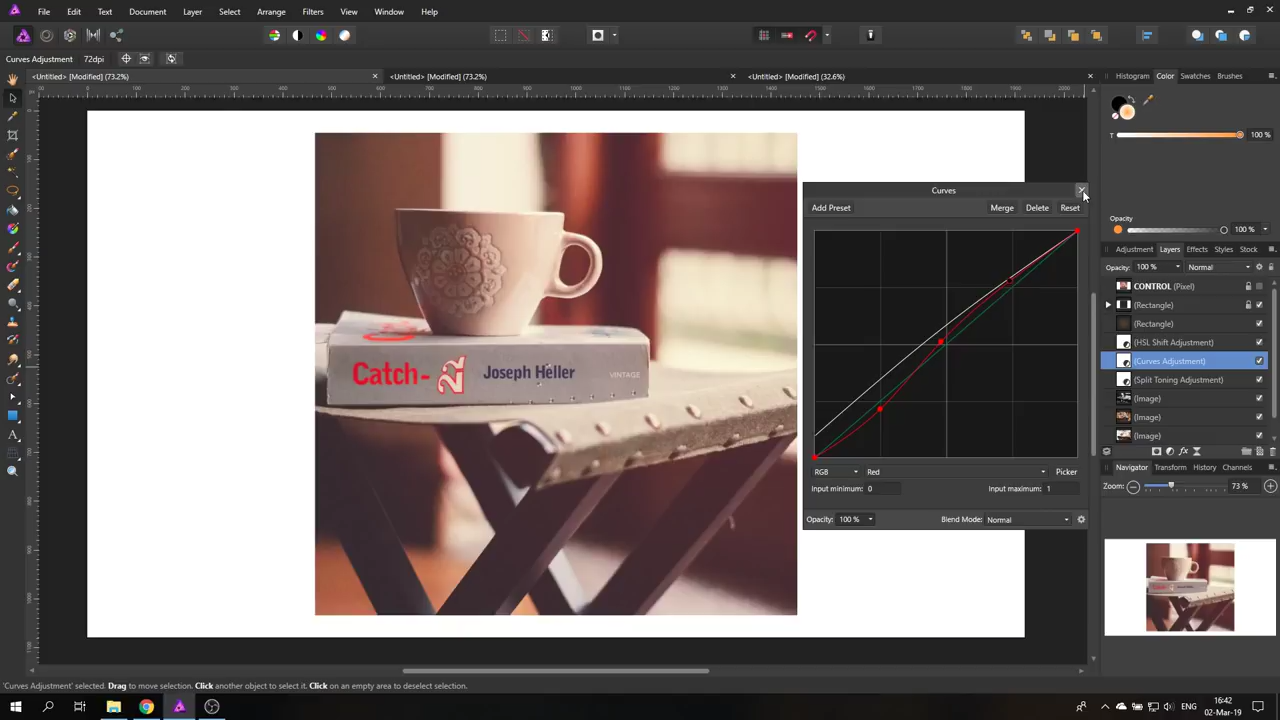 File Edit Text Document Layer Select Arrange Filters View Window Help
Curves Adjustment 72dpi
<Untitled> [Modified] (73.2%)
<Untitled> [Modified] (73.2%)
<Untitled> [Modified] (32.6%)
Histogram Color Swatches Brushes
T 100 %
Opacity
100 %
Adjustment Layers Effects Styles Stock
Opacity: 100 % Normal
CONTROL (Pixel)
(Rectangle)
(Rectangle)
(HSL Shift Adjustment)
(Curves Adjustment)
(Split Toning Adjustment)
(Image)
(Image)
(Image)
Navigator Transform History Channels
Zoom: 73 %
Curves
Add Preset Merge Delete Reset
RGB Red Picker
Input minimum: 0 Input maximum: 1
Opacity: 100 % Blend Mode: Normal
Catch-22 Joseph Heller VINTAGE
'Curves Adjustment' selected. Drag to move selection. Click another object to select it. Click on an empty area to deselect selection.
ENG
16:42
02-Mar-19